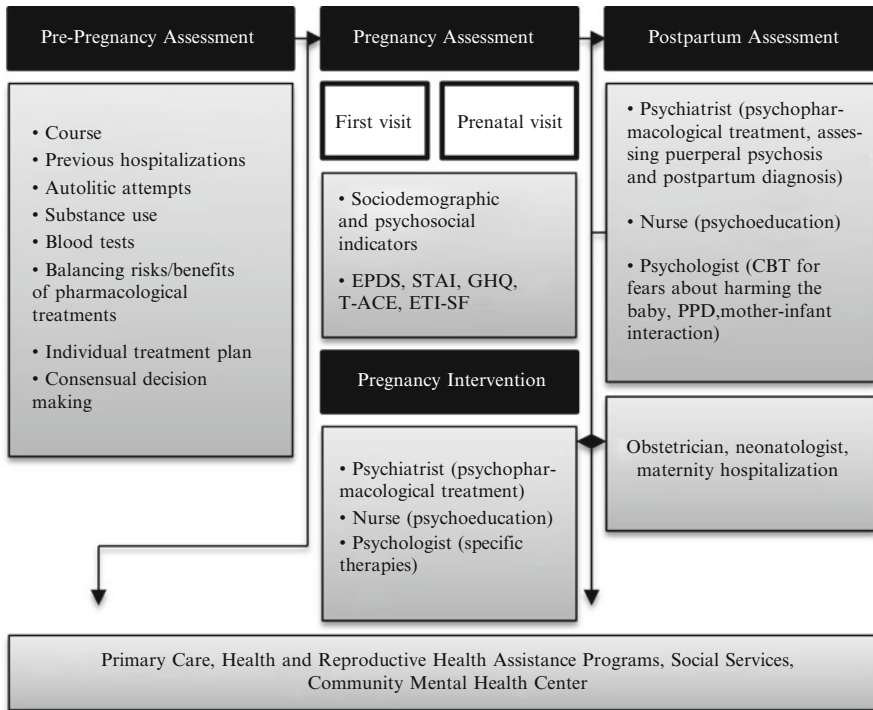 Pre-Pregnancy Assessment
• Course
• Previous hospitalizations
• Autolitic attempts
• Substance use
• Blood tests
• Balancing risks/benefits
of pharmacological
treatments
• Individual treatment plan
• Consensual decision
making
Pregnancy Assessment
First visit
Prenatal visit
• Sociodemographic
and psychosocial
indicators
• EPDS, STAI, GHQ,
T-ACE, ETI-SF
Pregnancy Intervention
• Psychiatrist (psychophar-
macological treatment)
• Nurse (psychoeducation)
• Psychologist (specific
therapies)
Postpartum Assessment
• Psychiatrist (psychophar-
macological treatment, asses-
sing puerperal psychosis
and postpartum diagnosis)
• Nurse (psychoeducation)
• Psychologist (CBT for
fears about harming the
baby, PPD,mother-infant
interaction)
Obstetrician, neonatologist,
maternity hospitalization
Primary Care, Health and Reproductive Health Assistance Programs, Social Services,
Community Mental Health Center